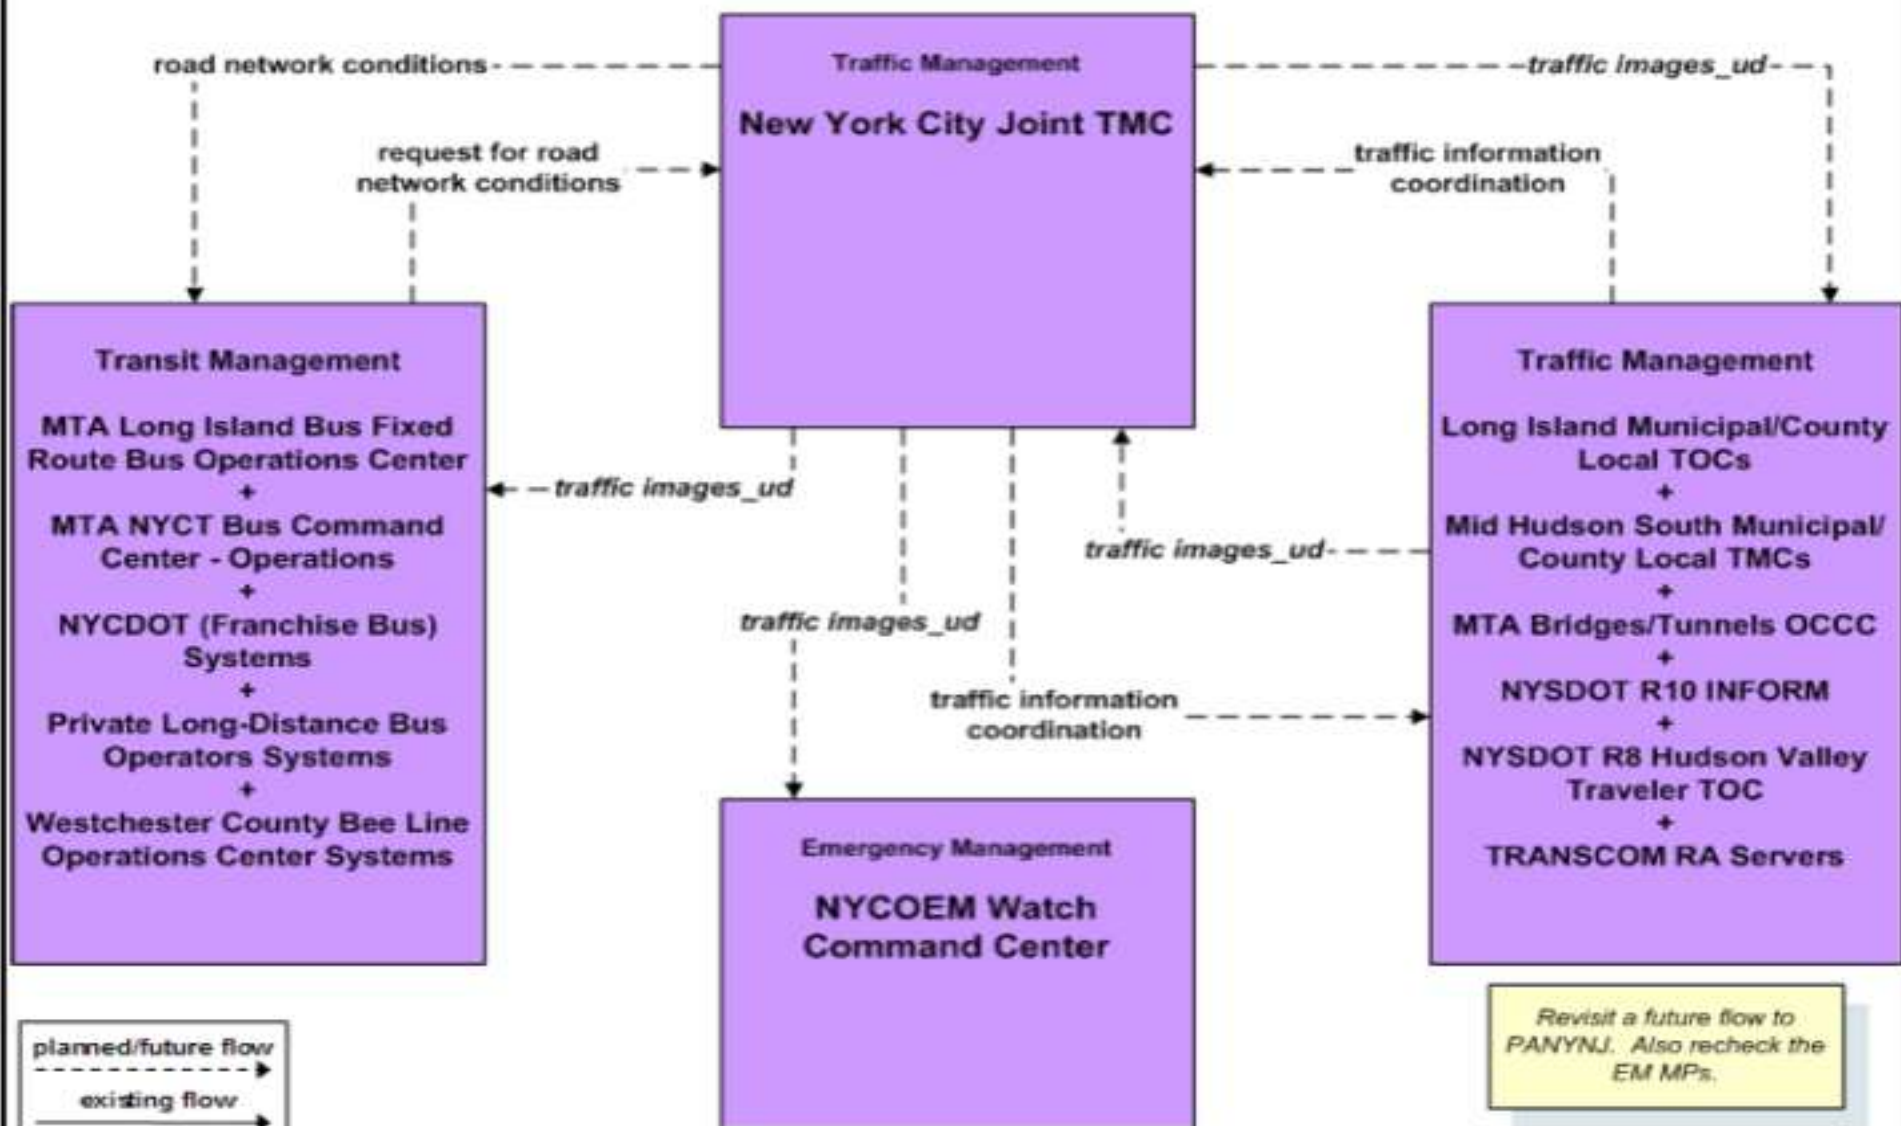 road network conditions
Traffic Management
New York City Joint TMC
traffic images_ud
request for road
network conditions
traffic information
coordination
Transit Management
MTA Long Island Bus Fixed
Route Bus Operations Center
+
MTA NYCT Bus Command
Center - Operations
+
NYCDOT (Franchise Bus)
Systems
+
Private Long-Distance Bus
Operators Systems
+
Westchester County Bee Line
Operations Center Systems
traffic images_ud
traffic images_ud
traffic images_ud
traffic information
coordination
Traffic Management
Long Island Municipal/County
Local TOCs
+
Mid Hudson South Municipal/
County Local TMCs
+
MTA Bridges/Tunnels OCCC
+
NYSDOT R10 INFORM
+
NYSDOT R8 Hudson Valley
Traveler TOC
+
TRANSCOM RA Servers
Emergency Management
NYCOEM Watch
Command Center
planned/future flow
existing flow
Revisit a future flow to
PANYNJ. Also recheck the
EM MPs.